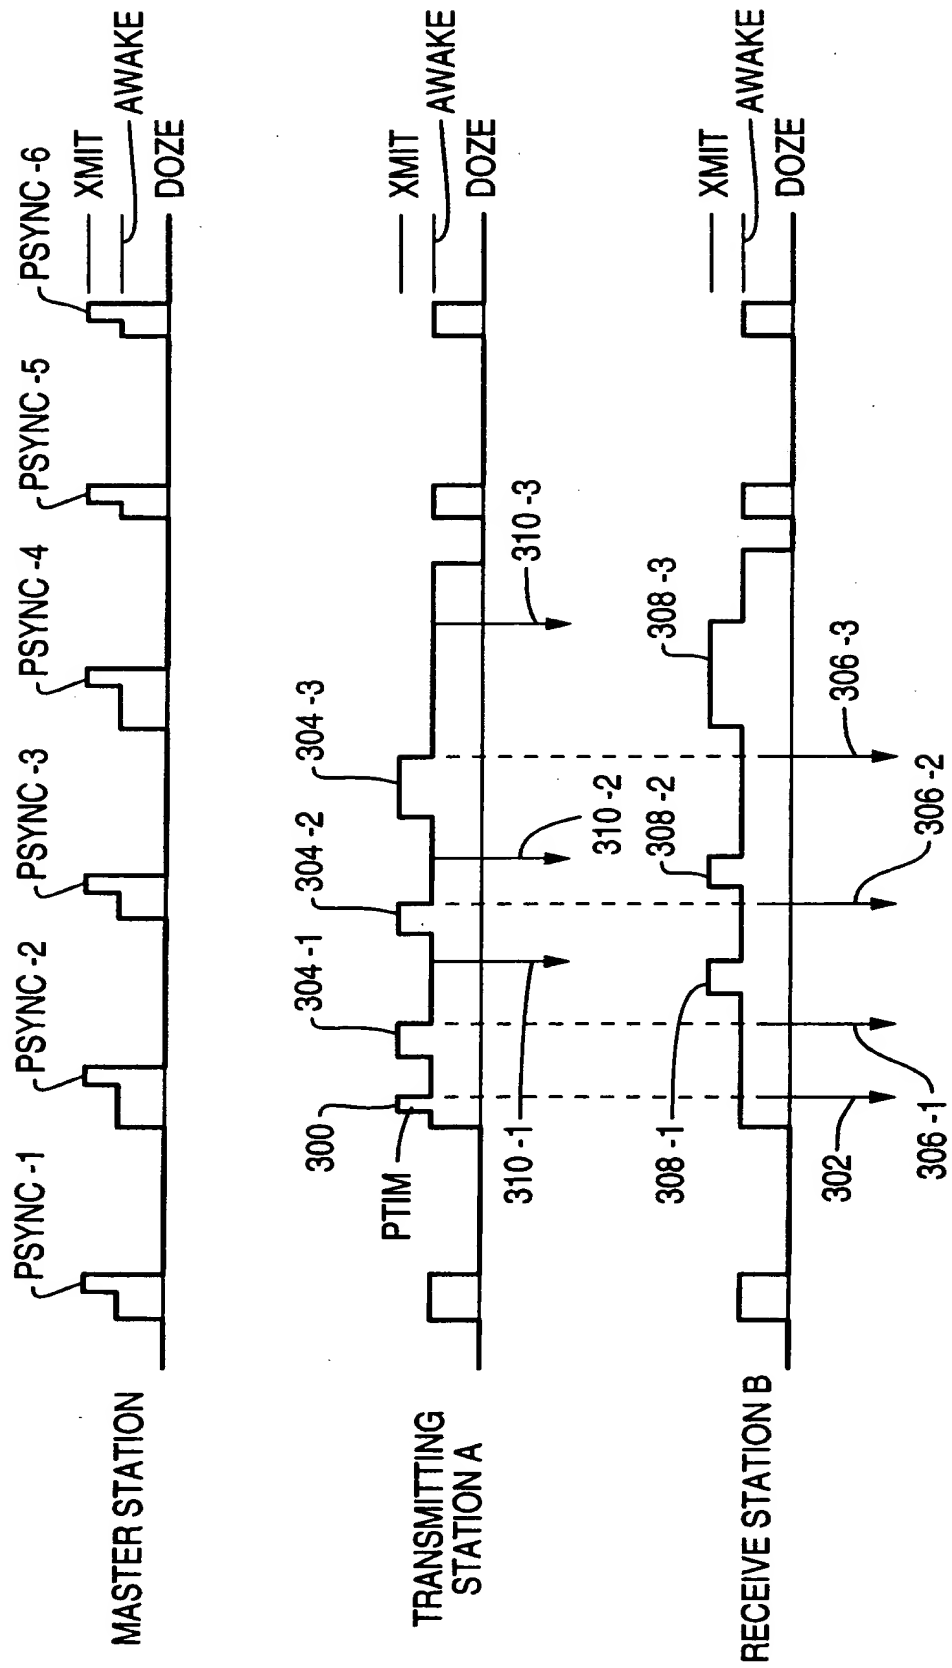 PSYNC-1
PSYNC-2
PSYNC-3
PSYNC-4
PSYNC-5
PSYNC-6
XMIT
AWAKE
DOZE
MASTER STATION
300
PTIM
304-1
304-2
304-3
310-1
310-2
310-3
XMIT
AWAKE
DOZE
TRANSMITTING
STATION A
308-1
308-2
308-3
XMIT
AWAKE
DOZE
RECEIVE STATION B
302
306-1
306-2
306-3